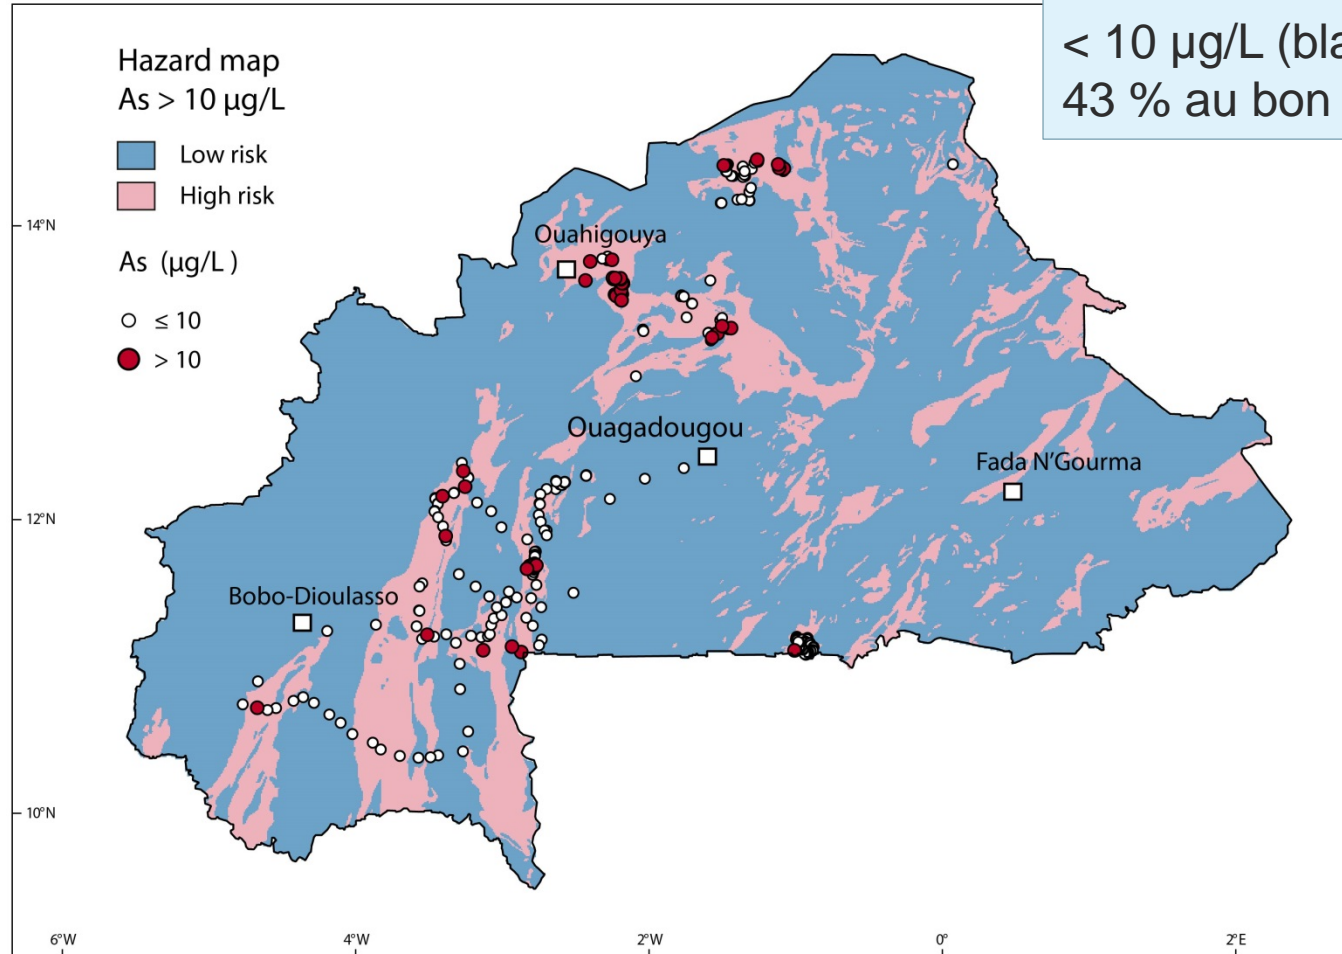 < 10 µg/L
43 % au bon
Hazard map
As > 10 µg/L
Low risk
High risk
As (µg/L )
≤ 10
> 10
14°N
12°N
10°N
Ouahigouya
Ouagadougou
Fada N'Gourma
Bobo-Dioulasso
6°W
4°W
2°W
0°
2°E